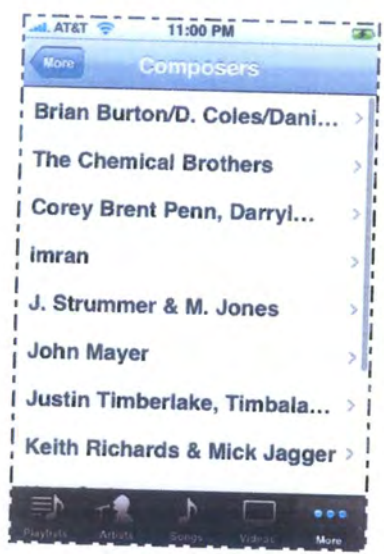 AT&T 11:00 PM
More Composers
Brian Burton/D. Coles/Dani...
The Chemical Brothers
Corey Brent Penn, Darryl...
imran
J. Strummer & M. Jones
John Mayer
Justin Timberlake, Timbala...
Keith Richards & Mick Jagger
Playlists Artists Songs Videos More